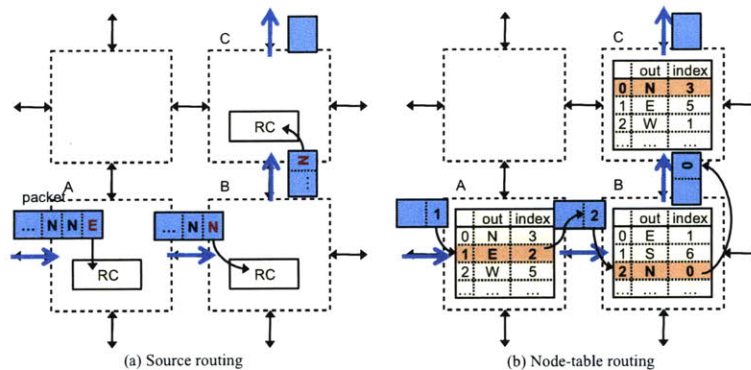 C
RC
N
...
packet
A
... N N E
RC
B
... N N
RC
(a) Source routing
C
out index
0 N 3
1 E 5
2 W 1
... ... ...
0
A
1
out index
0 N 3
1 E 2
2 W 5
... ... ...
2
B
out index
0 E 1
1 S 6
2 N 0
... ... ...
(b) Node-table routing